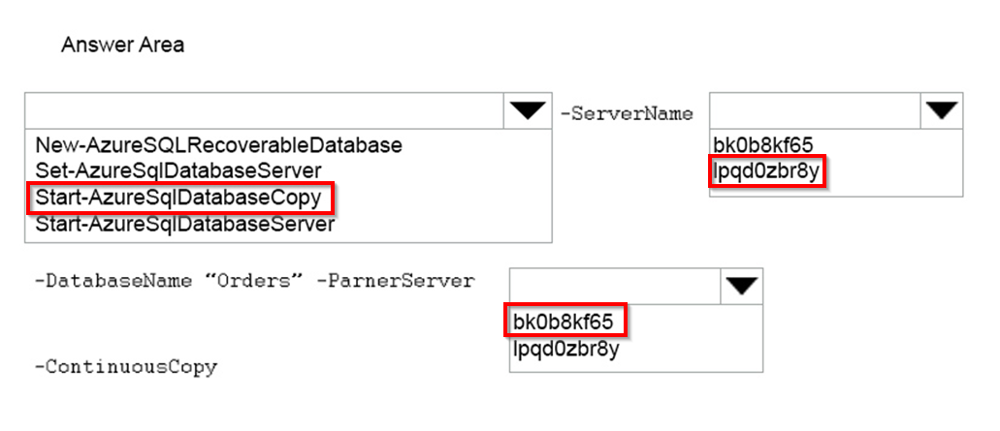 Answer Area
-ServerName
New-AzureSQLRecoverableDatabase
Set-AzureSqlDatabaseServer
Start-AzureSqlDatabaseCopy
Start-AzureSqlDatabaseServer
bk0b8kf65
lpqd0zbr8y
-DatabaseName “Orders” -ParnerServer
bk0b8kf65
lpqd0zbr8y
-ContinuousCopy